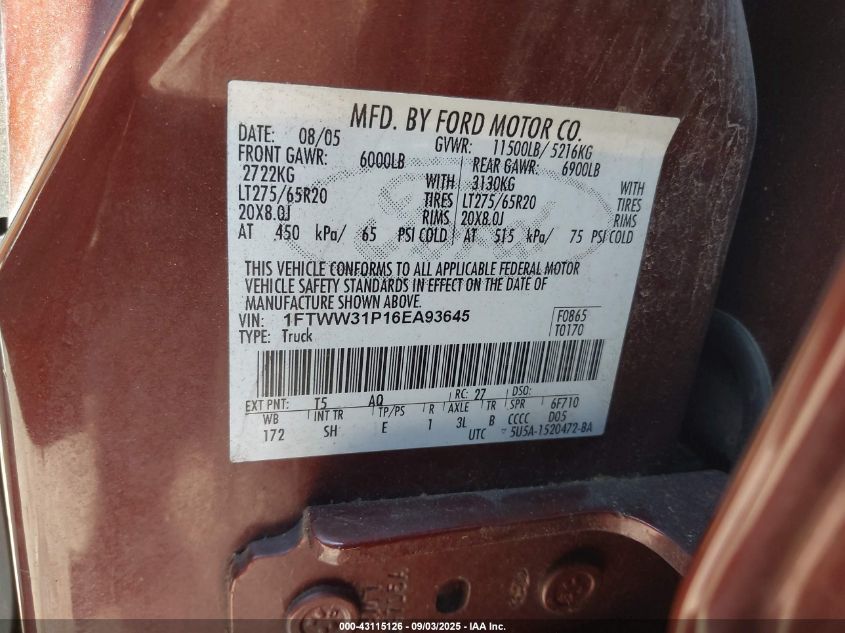 MFD. BY FORD MOTOR CO.
DATE: 08/05 GVWR: 11500LB/ 5216KG
FRONT GAWR: 6000LB REAR GAWR: 6900LB
2722KG WITH 3130KG WITH
LT275/65R20 TIRES LT275/65R20 TIRES
20X8.0J RIMS 20X8.0J RIMS
AT 450 kPa/ 65 PSI COLD AT 515 kPa/ 75 PSI COLD
THIS VEHICLE CONFORMS TO ALL APPLICABLE FEDERAL MOTOR
VEHICLE SAFETY STANDARDS IN EFFECT ON THE DATE OF
MANUFACTURE SHOWN ABOVE.
VIN: 1FTWW31P16EA93645 F0865
TYPE: Truck T0170
EXT PNT: T5 AQ RC: 27 DSO:
WB INT TR TP/PS R AXLE TR SPR 6F710
172 SH E 1 3L B CCCC D05
UTC 5U5A-1520472-BA
000-43115126 - 09/03/2025 - IAA Inc.